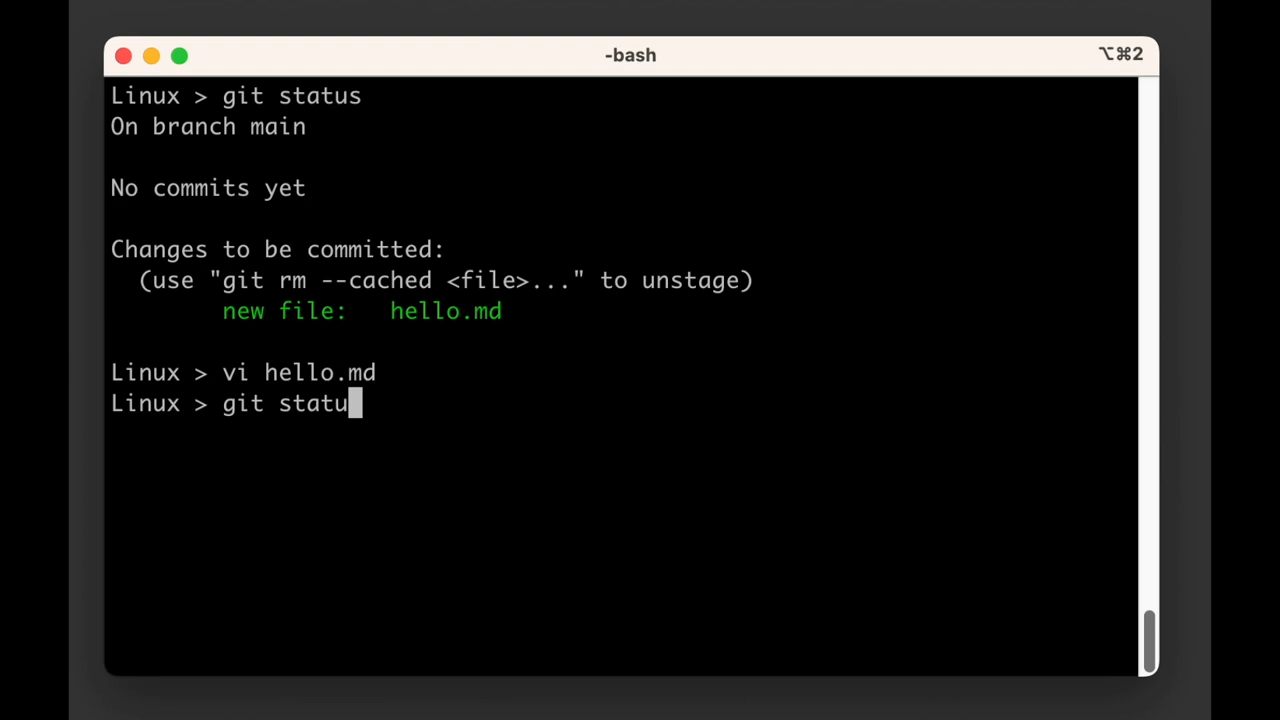 -bash
⌥⌘2
Linux > git status
On branch main
No commits yet
Changes to be committed:
(use "git rm --cached <file>..." to unstage)
new file:   hello.md
Linux > vi hello.md
Linux > git statu